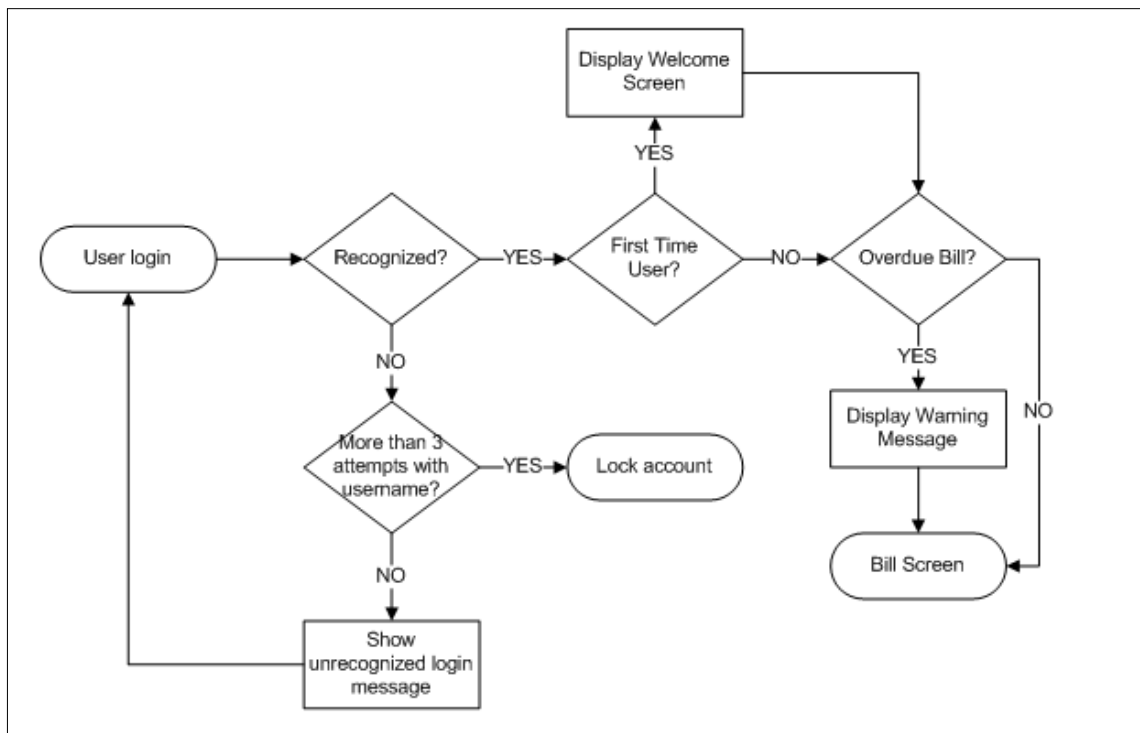 Display Welcome
Screen
YES
User login
Recognized?
YES
First Time
User?
NO
Overdue Bill?
NO
YES
Display Warning
Message
NO
More than 3
attempts with
username?
YES
Lock account
Bill Screen
NO
Show
unrecognized login
message